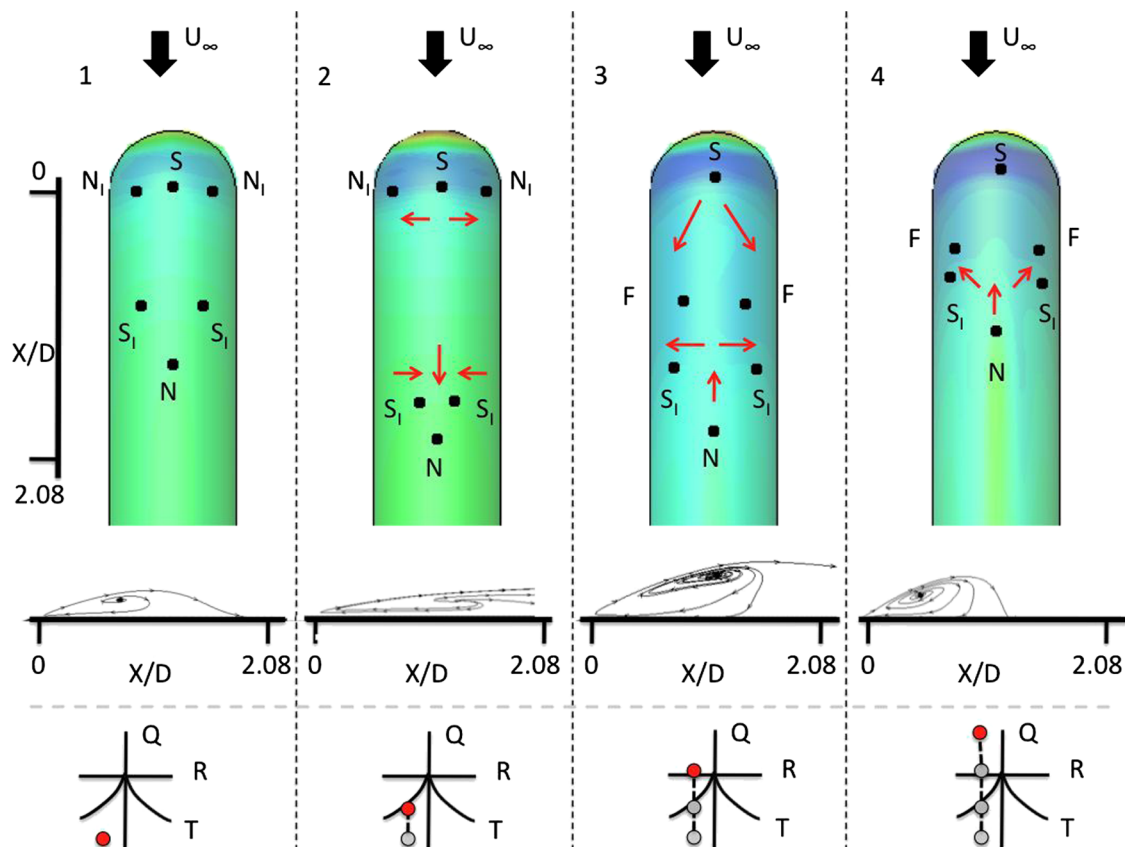 U∞ U∞ U∞ U∞
1 2 3 4
0
S S S S
N_I N_I N_I N_I
F F F F
S_I S_I S_I S_I S_I S_I S_I S_I
X/D
N N N N
2.08
0 2.08 0 2.08 0 2.08 0 2.08
X/D X/D X/D X/D
Q Q Q Q
R R R R
T T T T